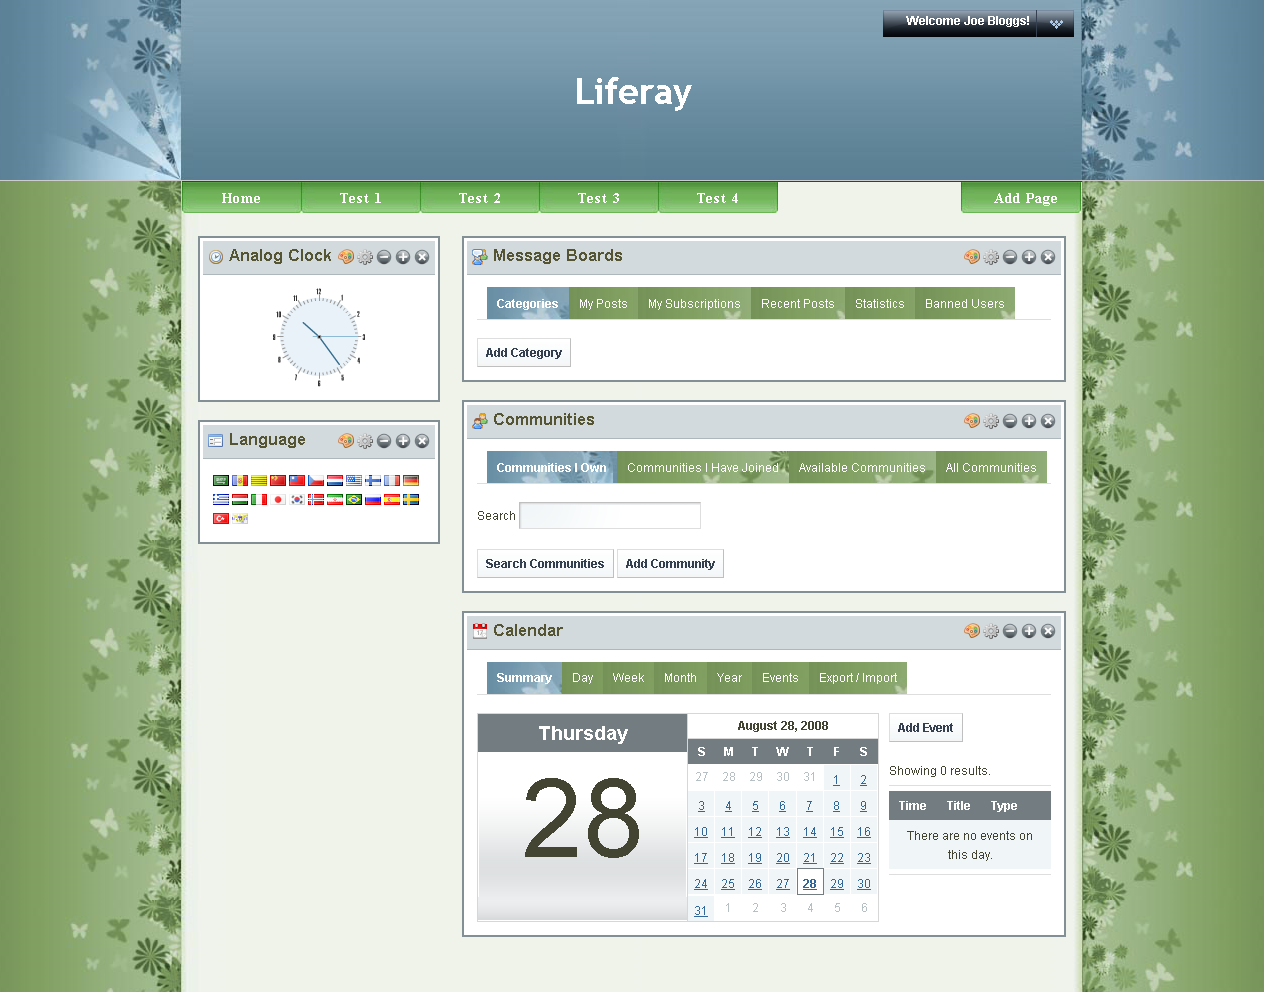 Welcome Joe Bloggs!
Liferay
Home Test 1 Test 2 Test 3 Test 4 Add Page
Analog Clock
12
11 1
10 2
9 3
8 4
7 5
6
Language
Message Boards
Categories My Posts My Subscriptions Recent Posts Statistics Banned Users
Add Category
Communities
Communities I Own Communities I Have Joined Available Communities All Communities
Search
Search Communities Add Community
Calendar
Summary Day Week Month Year Events Export / Import
Thursday
28
August 28, 2008
S M T W T F S
27 28 29 30 31 1 2
3 4 5 6 7 8 9
10 11 12 13 14 15 16
17 18 19 20 21 22 23
24 25 26 27 28 29 30
31 1 2 3 4 5 6
Add Event
Showing 0 results.
Time Title Type
There are no events on
this day.